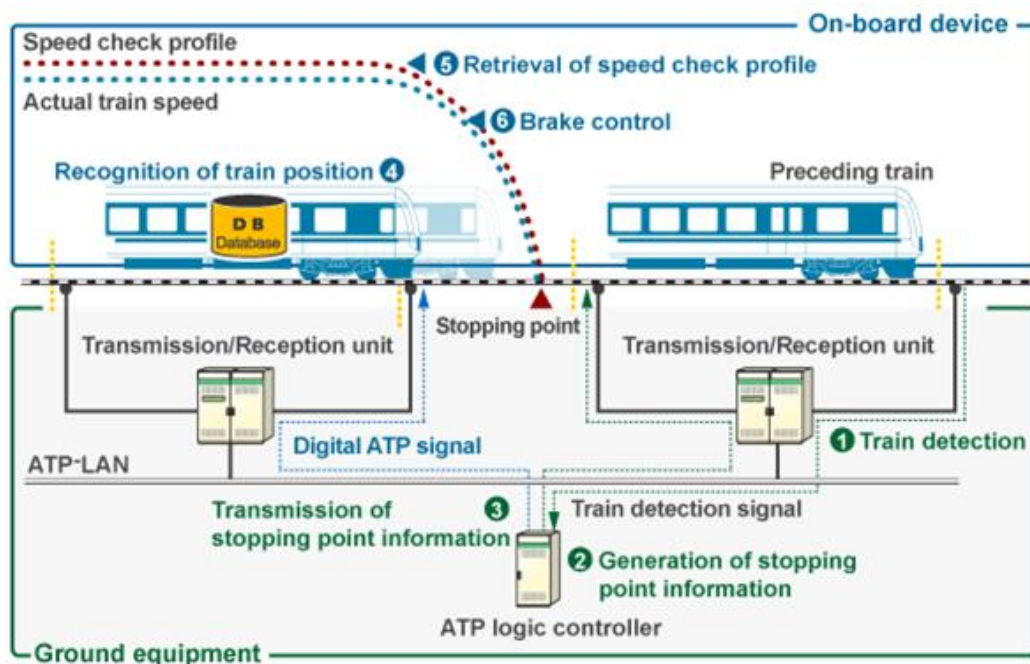 On-board device
Speed check profile
5 Retrieval of speed check profile
Actual train speed
6 Brake control
Recognition of train position 4
Preceding train
D B
Database
Stopping point
Transmission/Reception unit
Transmission/Reception unit
1 Train detection
Digital ATP signal
ATP-LAN
Transmission of
stopping point information
3
Train detection signal
2 Generation of stopping
point information
ATP logic controller
Ground equipment